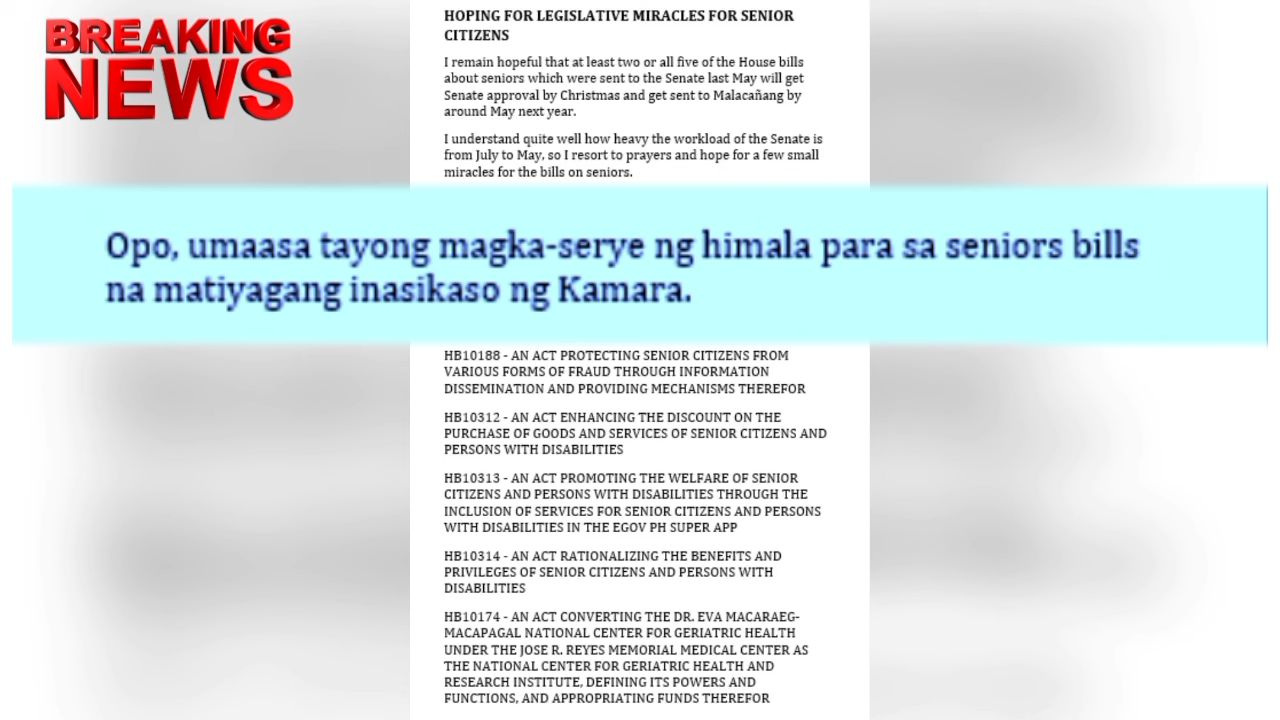 BREAKING
NEWS
HOPING FOR LEGISLATIVE MIRACLES FOR SENIOR
CITIZENS
I remain hopeful that at least two or all five of the House bills
about seniors which were sent to the Senate last May will get
Senate approval by Christmas and get sent to Malacañang by
around May next year.
I understand quite well how heavy the workload of the Senate is
from July to May, so I resort to prayers and hope for a few small
miracles for the bills on seniors.
Opo, umaasa tayong magka-serye ng himala para sa seniors bills
na matiyagang inasikaso ng Kamara.
HB10188 - AN ACT PROTECTING SENIOR CITIZENS FROM
VARIOUS FORMS OF FRAUD THROUGH INFORMATION
DISSEMINATION AND PROVIDING MECHANISMS THEREFOR
HB10312 - AN ACT ENHANCING THE DISCOUNT ON THE
PURCHASE OF GOODS AND SERVICES OF SENIOR CITIZENS AND
PERSONS WITH DISABILITIES
HB10313 - AN ACT PROMOTING THE WELFARE OF SENIOR
CITIZENS AND PERSONS WITH DISABILITIES THROUGH THE
INCLUSION OF SERVICES FOR SENIOR CITIZENS AND PERSONS
WITH DISABILITIES IN THE EGOV PH SUPER APP
HB10314 - AN ACT RATIONALIZING THE BENEFITS AND
PRIVILEGES OF SENIOR CITIZENS AND PERSONS WITH
DISABILITIES
HB10174 - AN ACT CONVERTING THE DR. EVA MACARAEG-
MACAPAGAL NATIONAL CENTER FOR GERIATRIC HEALTH
UNDER THE JOSE R. REYES MEMORIAL MEDICAL CENTER AS
THE NATIONAL CENTER FOR GERIATRIC HEALTH AND
RESEARCH INSTITUTE, DEFINING ITS POWERS AND
FUNCTIONS, AND APPROPRIATING FUNDS THEREFOR